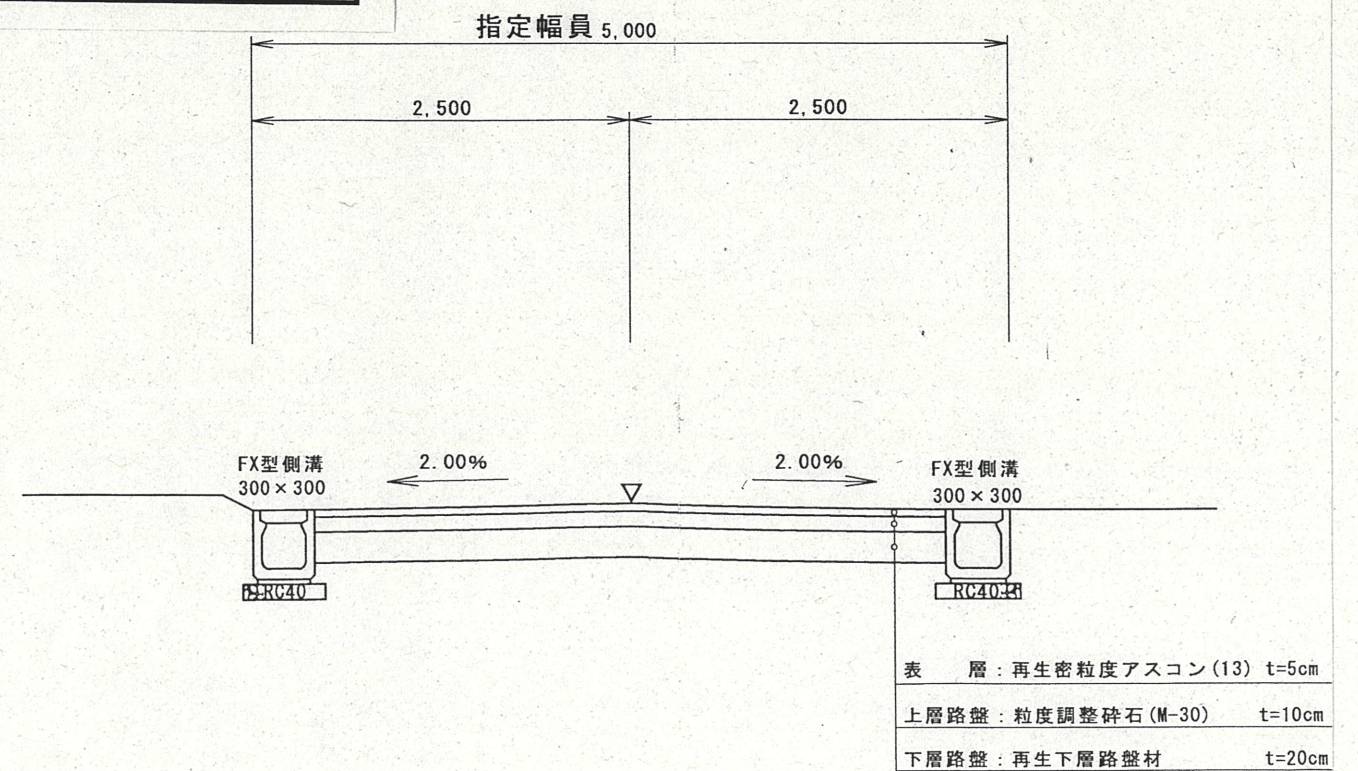 指定幅員 5,000
2,500
2,500
FX型側溝
300×300
2.00%
2.00%
FX型側溝
300×300
RC40
RC40
表　　層：再生密粒度アスコン(13) t=5cm
上層路盤：粒度調整砕石(M-30)　　t=10cm
下層路盤：再生下層路盤材　　t=20cm